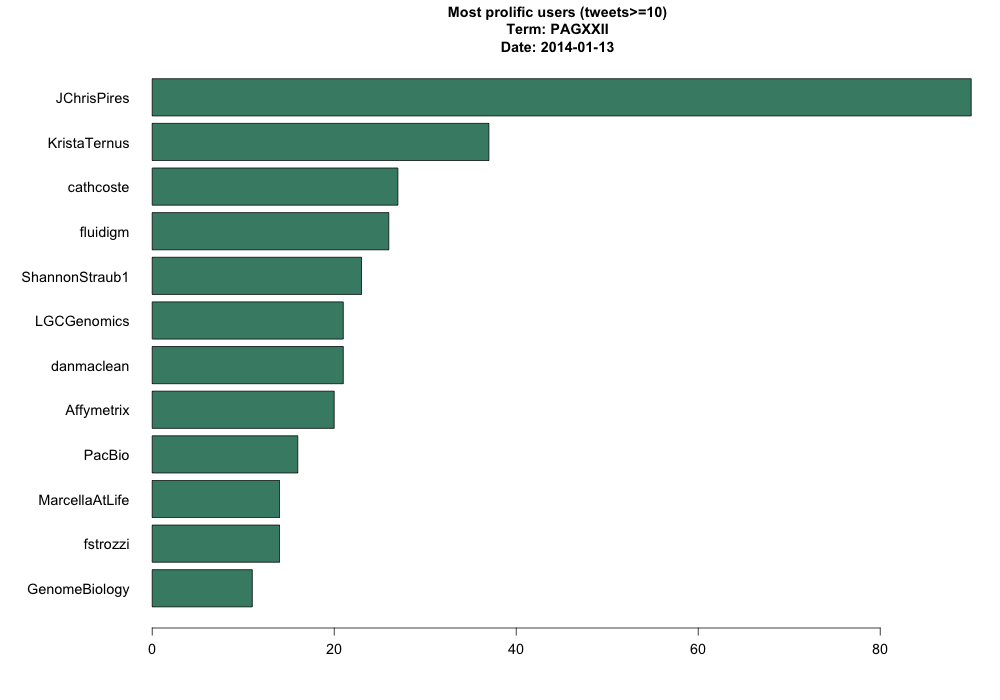 Most prolific users (tweets>=10)
Term: PAGXXII
Date: 2014-01-13
JChrisPires
KristaTernus
cathcoste
fluidigm
ShannonStraub1
LGCGenomics
danmaclean
Affymetrix
PacBio
MarcellaAtLife
fstrozzi
GenomeBiology
0 20 40 60 80